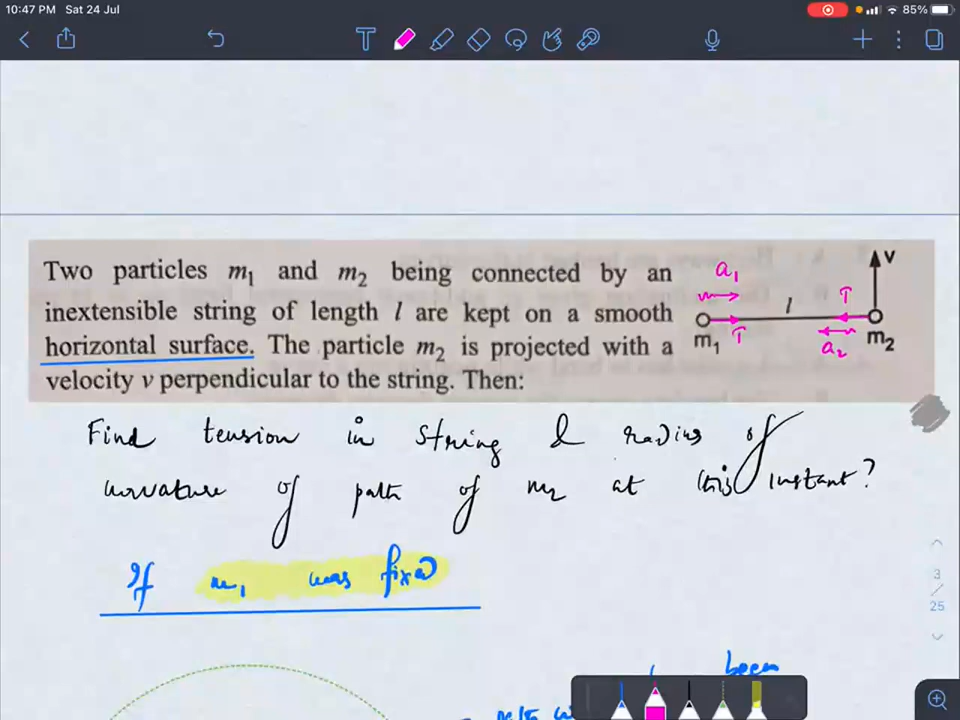 10:47 PM Sat 24 Jul
85%
Two particles m1 and m2 being connected by an
inextensible string of length l are kept on a smooth
horizontal surface. The particle m2 is projected with a
velocity v perpendicular to the string. Then:
a1
T
m1
l
T
a2
v
m2
Find tension in string & radius of
curvature of path of m2 at this instant?
If m1 was fixed
3
/
25
been